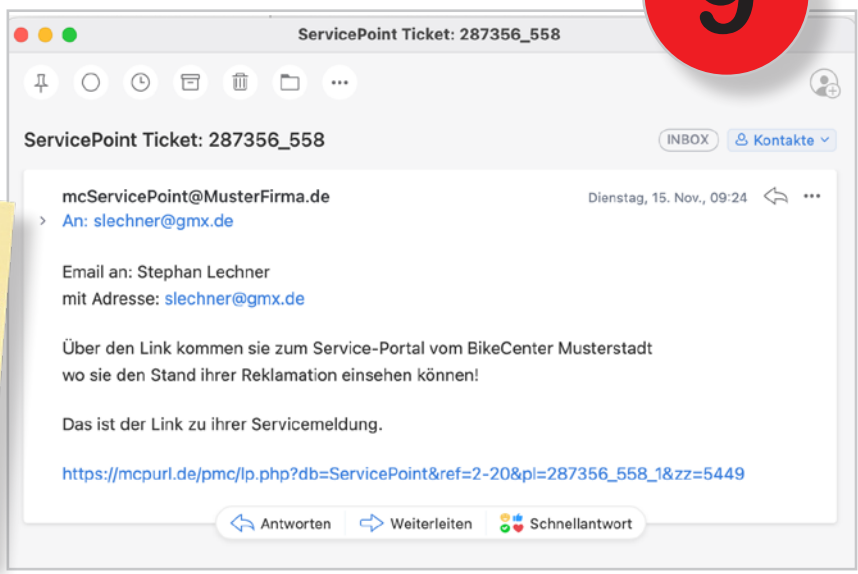 9
ServicePoint Ticket: 287356_558
ServicePoint Ticket: 287356_558
INBOX
Kontakte
mcServicePoint@MusterFirma.de
Dienstag, 15. Nov., 09:24
An: slechner@gmx.de
Email an: Stephan Lechner
mit Adresse: slechner@gmx.de
Über den Link kommen sie zum Service-Portal vom BikeCenter Musterstadt
wo sie den Stand ihrer Reklamation einsehen können!
Das ist der Link zu ihrer Servicemeldung.
https://mcpurl.de/pmc/lp.php?db=ServicePoint&ref=2-20&pl=287356_558_1&zz=5449
Antworten
Weiterleiten
Schnellantwort